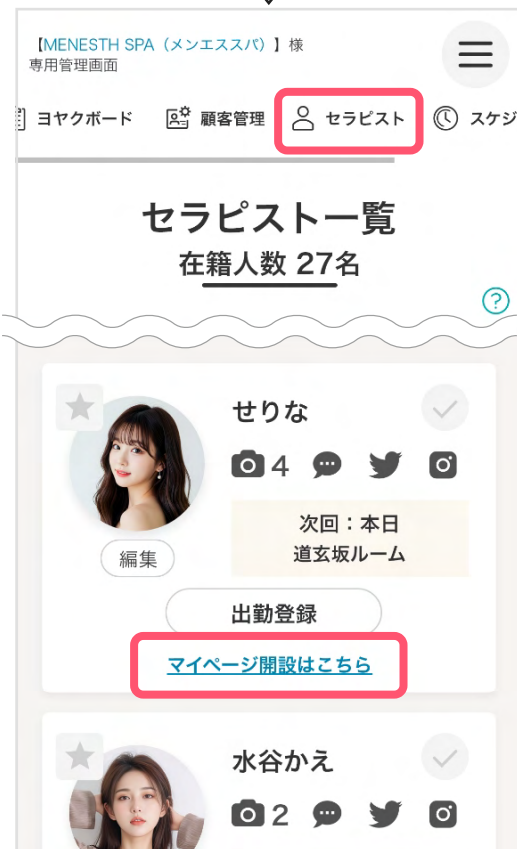 【MENESTH SPA（メンエススパ）】様
専用管理画面
ヨヤクボード 顧客管理 セラピスト スケジ
セラピスト一覧
在籍人数 27名
?
せりな
4
次回：本日
道玄坂ルーム
編集
出勤登録
マイページ開設はこちら
水谷かえ
2